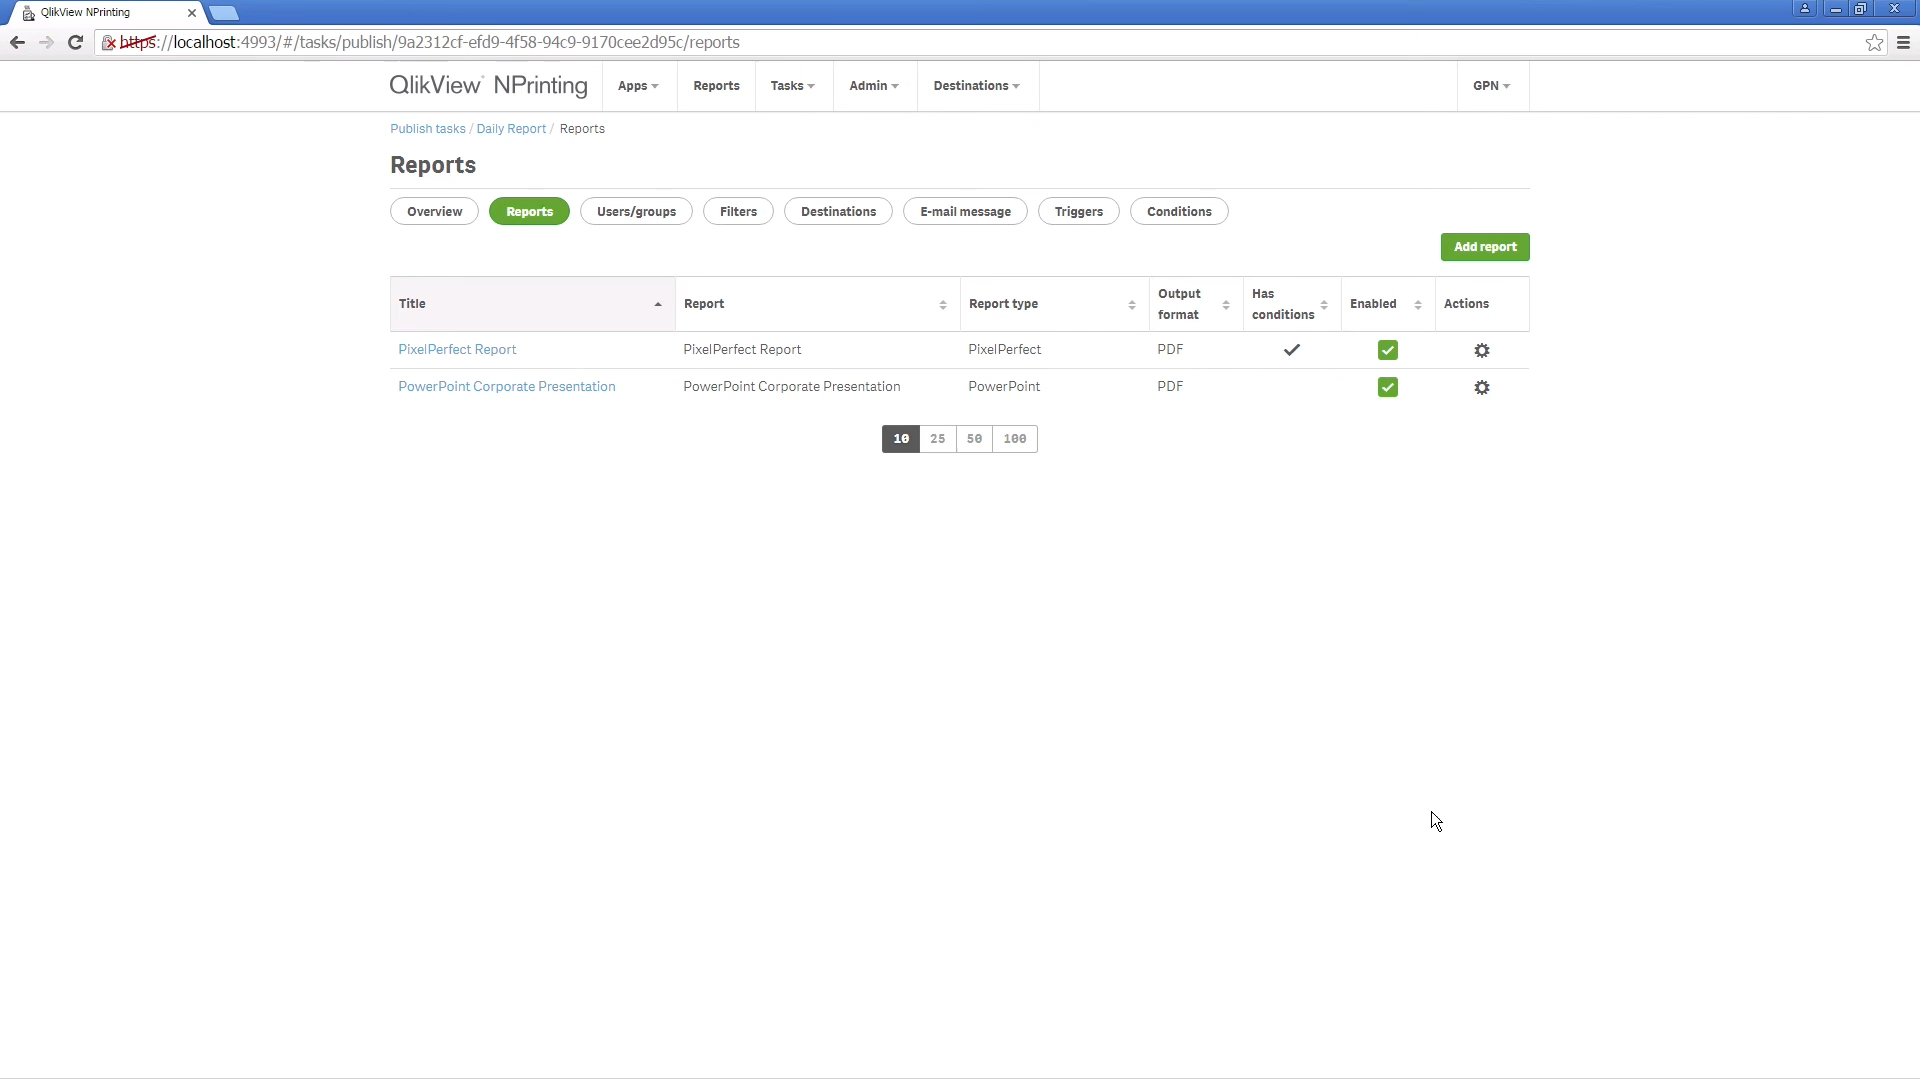 QlikView NPrinting
https://localhost:4993/#/tasks/publish/9a2312cf-efd9-4f58-94c9-9170cee2d95c/reports
QlikView NPrinting Apps Reports Tasks Admin Destinations GPN
Publish tasks / Daily Report / Reports
Reports
Overview Reports Users/groups Filters Destinations E-mail message Triggers Conditions
Add report
Title Report Report type Output format Has conditions Enabled Actions
PixelPerfect Report PixelPerfect Report PixelPerfect PDF
PowerPoint Corporate Presentation PowerPoint Corporate Presentation PowerPoint PDF
10 25 50 100